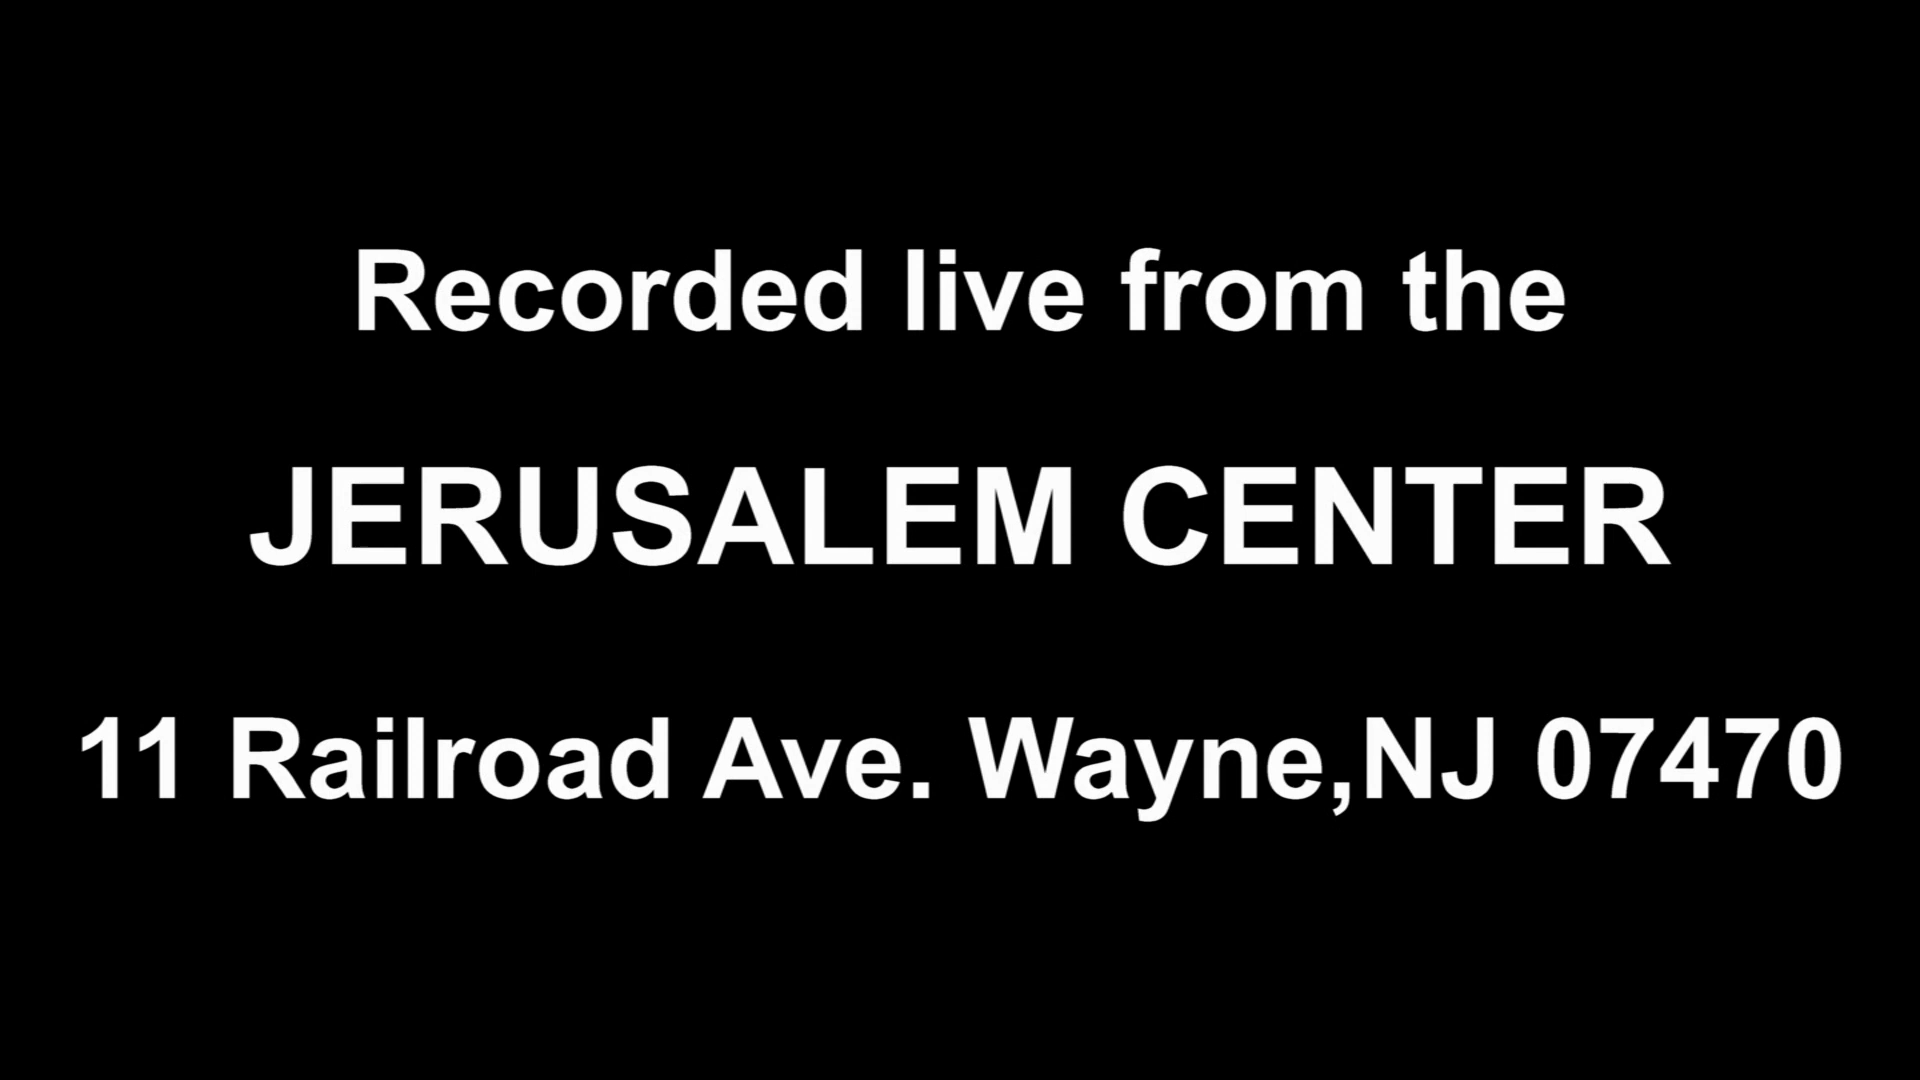 Recorded live from the
JERUSALEM CENTER
11 Railroad Ave. Wayne,NJ 07470